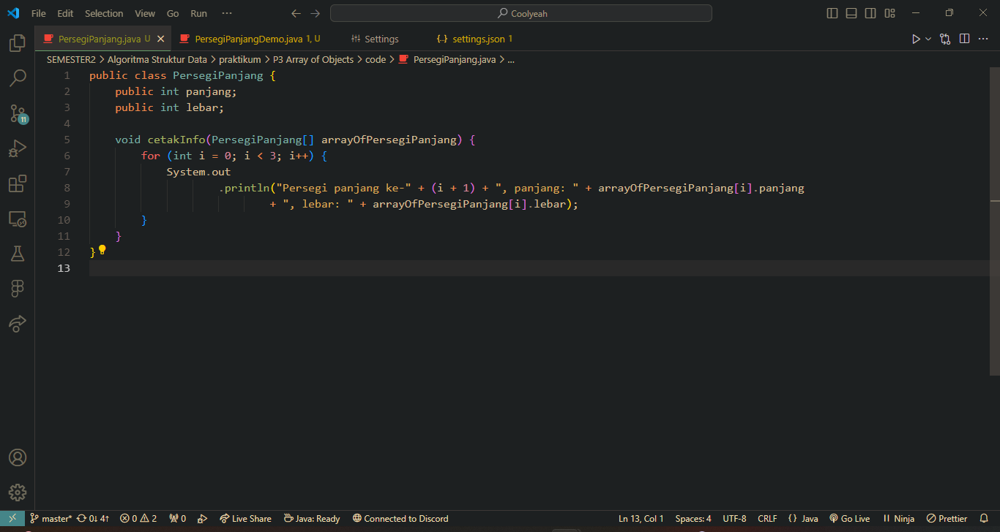 File Edit Selection View Go Run ··· Coolyeah
PersegiPanjang.java U PersegiPanjangDemo.java 1, U Settings {..} settings.json 1
SEMESTER2 > Algoritma Struktur Data > praktikum > P3 Array of Objects > code > PersegiPanjang.java > ...
1 public class PersegiPanjang {
2     public int panjang;
3     public int lebar;
4
5     void cetakInfo(PersegiPanjang[] arrayOfPersegiPanjang) {
6         for (int i = 0; i < 3; i++) {
7             System.out
8                     .println("Persegi panjang ke-" + (i + 1) + ", panjang: " + arrayOfPersegiPanjang[i].panjang
9                             + ", lebar: " + arrayOfPersegiPanjang[i].lebar);
10         }
11     }
12 }
13
11
master* 0↓ 4↑ 0 2 0 Live Share Java: Ready Connected to Discord Ln 13, Col 1 Spaces: 4 UTF-8 CRLF {} Java Go Live Ninja Prettier